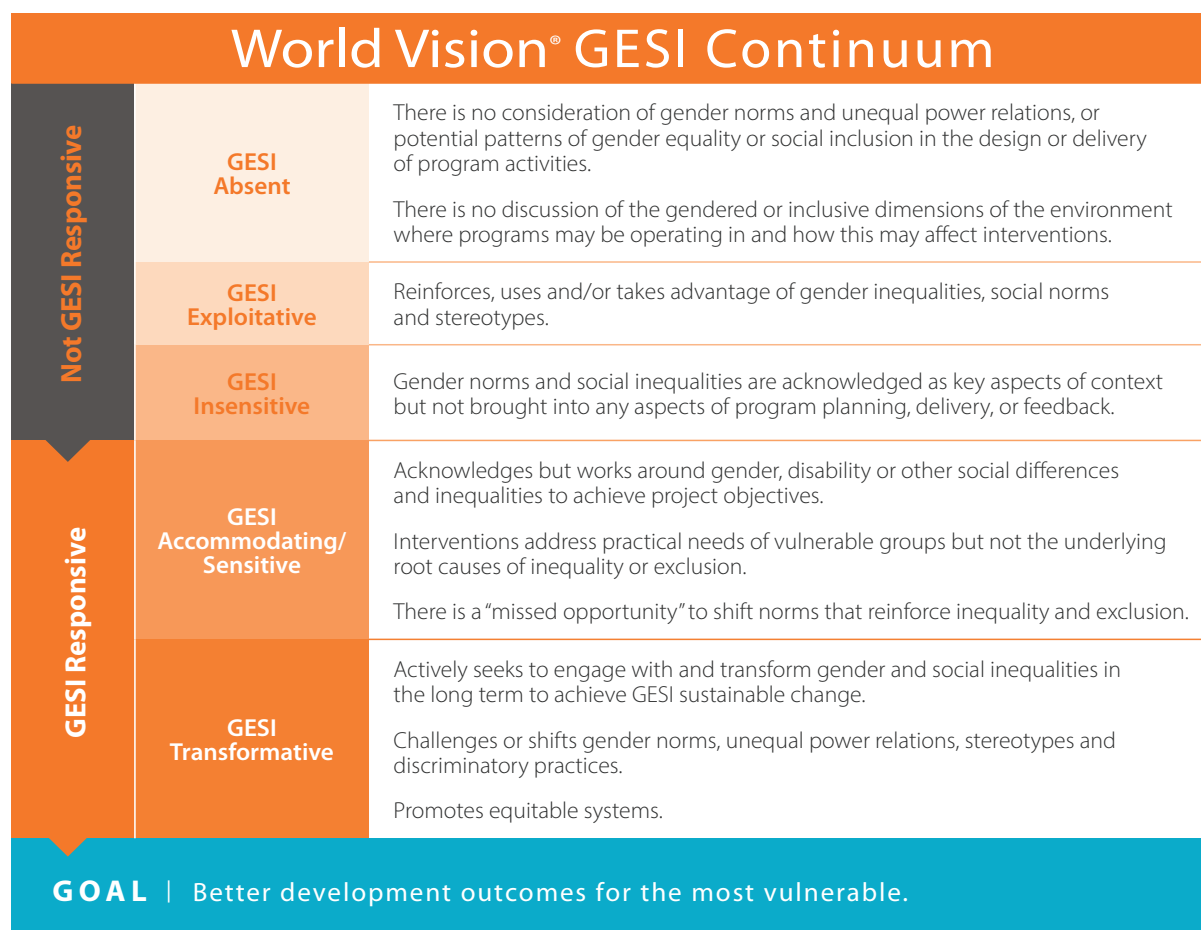 World Vision® GESI Continuum
Not GESI Responsive
GESI
Absent
There is no consideration of gender norms and unequal power relations, or
potential patterns of gender equality or social inclusion in the design or delivery
of program activities.
There is no discussion of the gendered or inclusive dimensions of the environment
where programs may be operating in and how this may affect interventions.
GESI
Exploitative
Reinforces, uses and/or takes advantage of gender inequalities, social norms
and stereotypes.
GESI
Insensitive
Gender norms and social inequalities are acknowledged as key aspects of context
but not brought into any aspects of program planning, delivery, or feedback.
GESI Responsive
GESI
Accommodating/
Sensitive
Acknowledges but works around gender, disability or other social differences
and inequalities to achieve project objectives.
Interventions address practical needs of vulnerable groups but not the underlying
root causes of inequality or exclusion.
There is a “missed opportunity” to shift norms that reinforce inequality and exclusion.
GESI
Transformative
Actively seeks to engage with and transform gender and social inequalities in
the long term to achieve GESI sustainable change.
Challenges or shifts gender norms, unequal power relations, stereotypes and
discriminatory practices.
Promotes equitable systems.
GOAL | Better development outcomes for the most vulnerable.